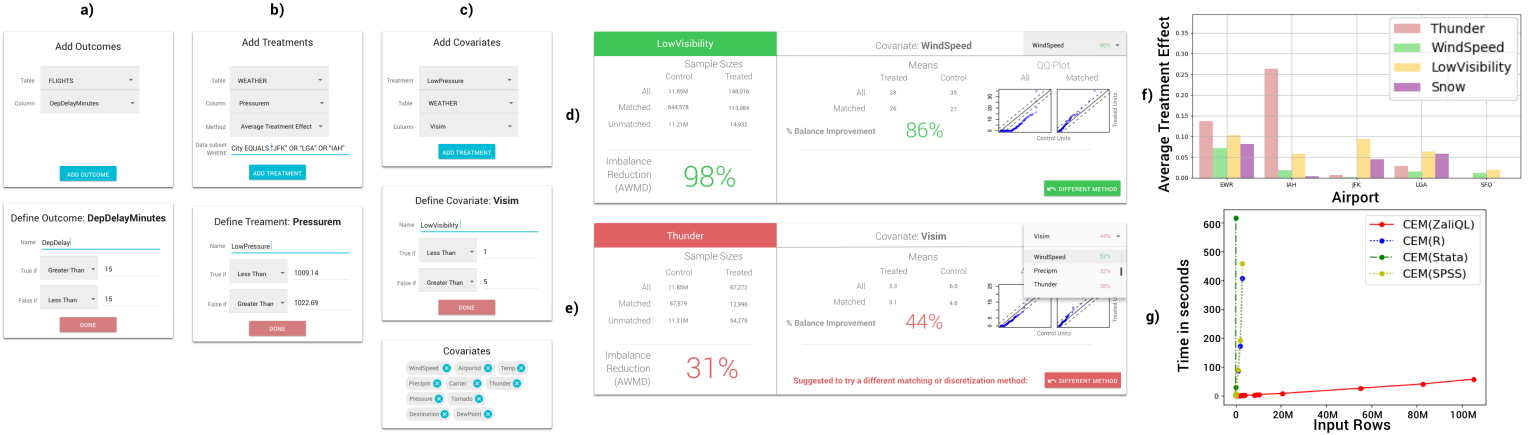 a)
Add Outcomes
Table FLIGHTS
Column DepDelayMinutes
ADD OUTCOME
Define Outcome: DepDelayMinutes
Name DepDelay
True if Greater Than 15
False if Less Than 15
DONE
b)
Add Treatments
Table WEATHER
Column Pressurem
Method Average Treatment Effect
Data subset
WHERE City EQUALS "JFK" OR "LGA" OR "IAH"
ADD TREATMENT
Define Treament: Pressurem
Name LowPressure
True if Less Than 1009.14
False if Greater Than 1022.69
DONE
c)
Add Covariates
Treatment LowPressure
Table WEATHER
Column Visim
ADD TREATMENT
Define Covariate: Visim
Name LowVisibility
True if Less Than 1
False if Greater Than 5
DONE
Covariates
WindSpeed AirportId Temp
Precipm Carrier Thunder
Pressure Tornado
Destination DewPoint
d)
LowVisibility
Sample Sizes
Control Treated
All 11.85M 148,016
Matched 644,578 113,084
Unmatched 11.21M 14,932
Imbalance
Reduction
(AWMD)
98%
Covariate: WindSpeed
WindSpeed 86%
Means
Treated Control
All 28 35
Matched 26 27
% Balance Improvement 86%
QQ Plot
All Matched
0 10 20 30
Control Units
Treated Units
DIFFERENT METHOD
e)
Thunder
Sample Sizes
Control Treated
All 11.85M 67,272
Matched 67,579 12,996
Unmatched 11.21M 54,276
Imbalance
Reduction
(AWMD)
31%
Covariate: Visim
Visim 44%
WindSpeed 52%
Precipm 32%
Thunder 38%
Means
Treated Control
All 3.3 6.0
Matched 3.1 4.6
% Balance Improvement 44%
0 5 15 25
Control Units
Treated Units
Suggested to try a different matching or discretization method:
DIFFERENT METHOD
f)
Average Treatment Effect
0.35
0.30
0.25
0.20
0.15
0.10
0.05
0.00
EWR IAH JFK LGA SFO
Airport
Thunder
WindSpeed
LowVisibility
Snow
g)
Time in seconds
600
500
400
300
200
100
0
0 20M 40M 60M 80M 100M
Input Rows
CEM(ZaliQL)
CEM(R)
CEM(Stata)
CEM(SPSS)